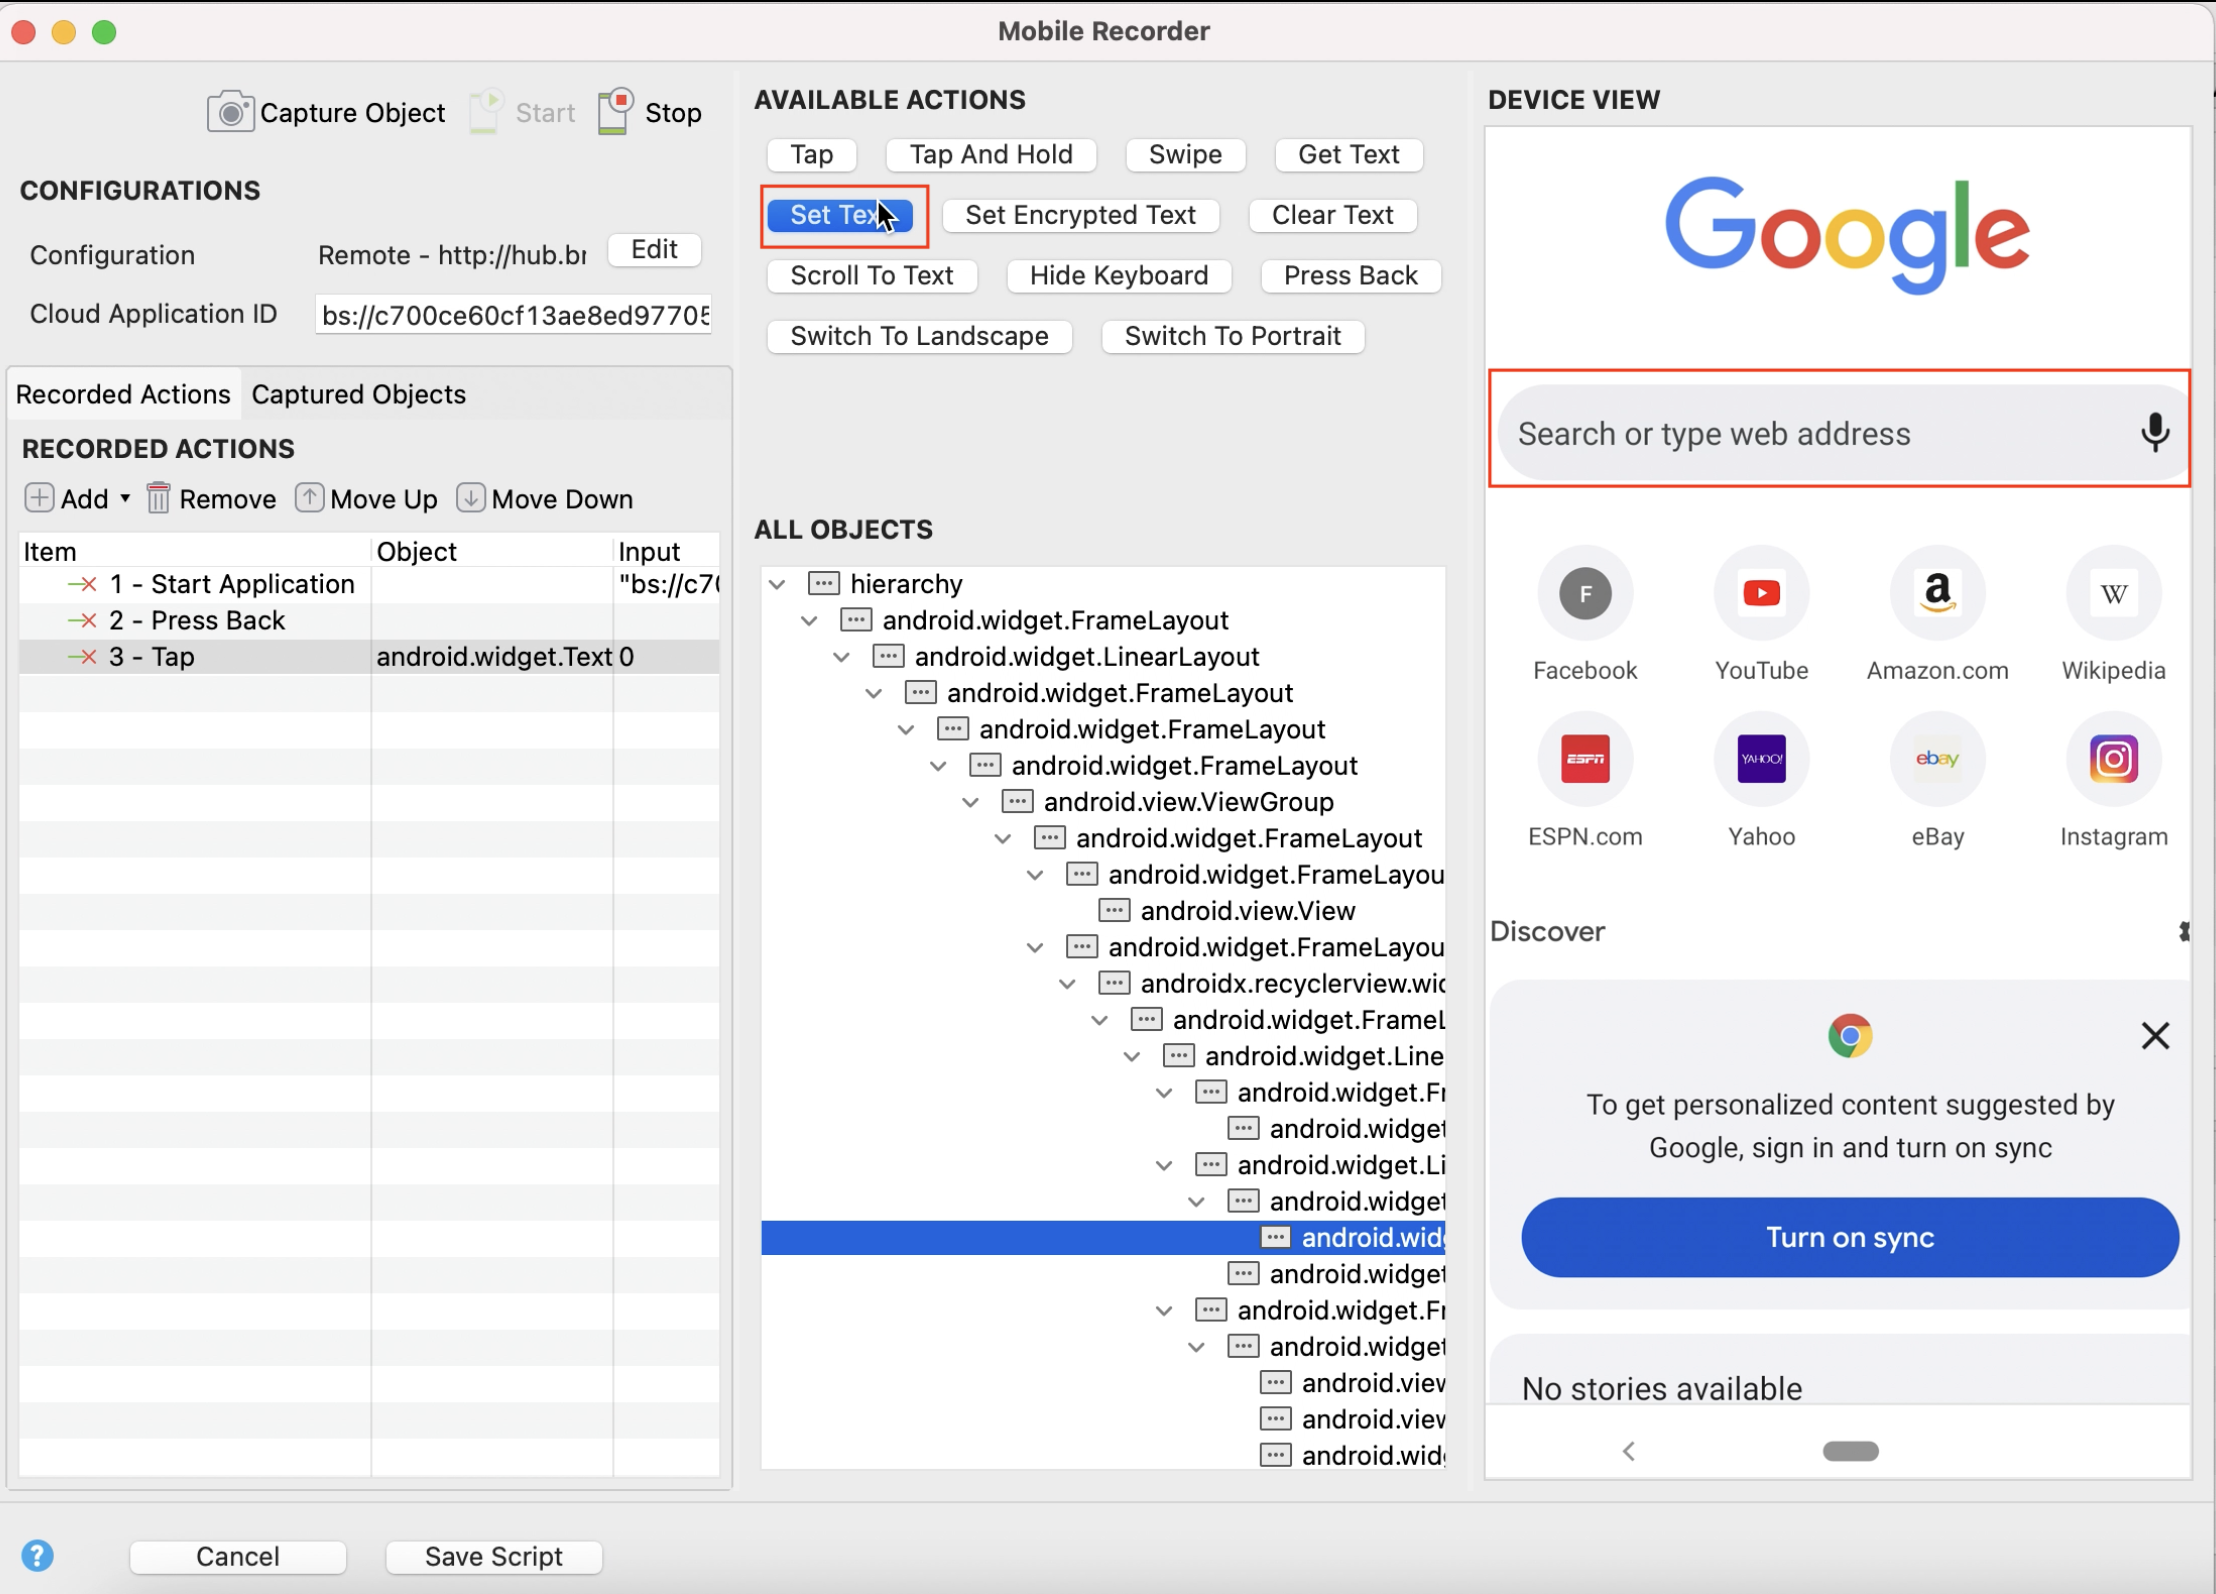 Mobile Recorder
Capture Object Start Stop
CONFIGURATIONS
Configuration Remote - http://hub.br Edit
Cloud Application ID bs://c700ce60cf13ae8ed97705
Recorded Actions Captured Objects
RECORDED ACTIONS
Add Remove Move Up Move Down
Item Object Input
1 - Start Application "bs://c70
2 - Press Back
3 - Tap android.widget.Text 0
Cancel Save Script
AVAILABLE ACTIONS
Tap Tap And Hold Swipe Get Text
Set Tex Set Encrypted Text Clear Text
Scroll To Text Hide Keyboard Press Back
Switch To Landscape Switch To Portrait
ALL OBJECTS
hierarchy
android.widget.FrameLayout
android.widget.LinearLayout
android.widget.FrameLayout
android.widget.FrameLayout
android.widget.FrameLayout
android.view.ViewGroup
android.widget.FrameLayout
android.widget.FrameLayou
android.view.View
android.widget.FrameLayou
androidx.recyclerview.wid
android.widget.FrameL
android.widget.Line
android.widget.Fr
android.widget
android.widget.Li
android.widget
android.widg
android.widget
android.widget.Fr
android.widget
android.view
android.view
android.widg
DEVICE VIEW
Google
Search or type web address
F
W
Facebook YouTube Amazon.com Wikipedia
ESPN YAHOO! ebay
ESPN.com Yahoo eBay Instagram
Discover
To get personalized content suggested by
Google, sign in and turn on sync
Turn on sync
No stories available